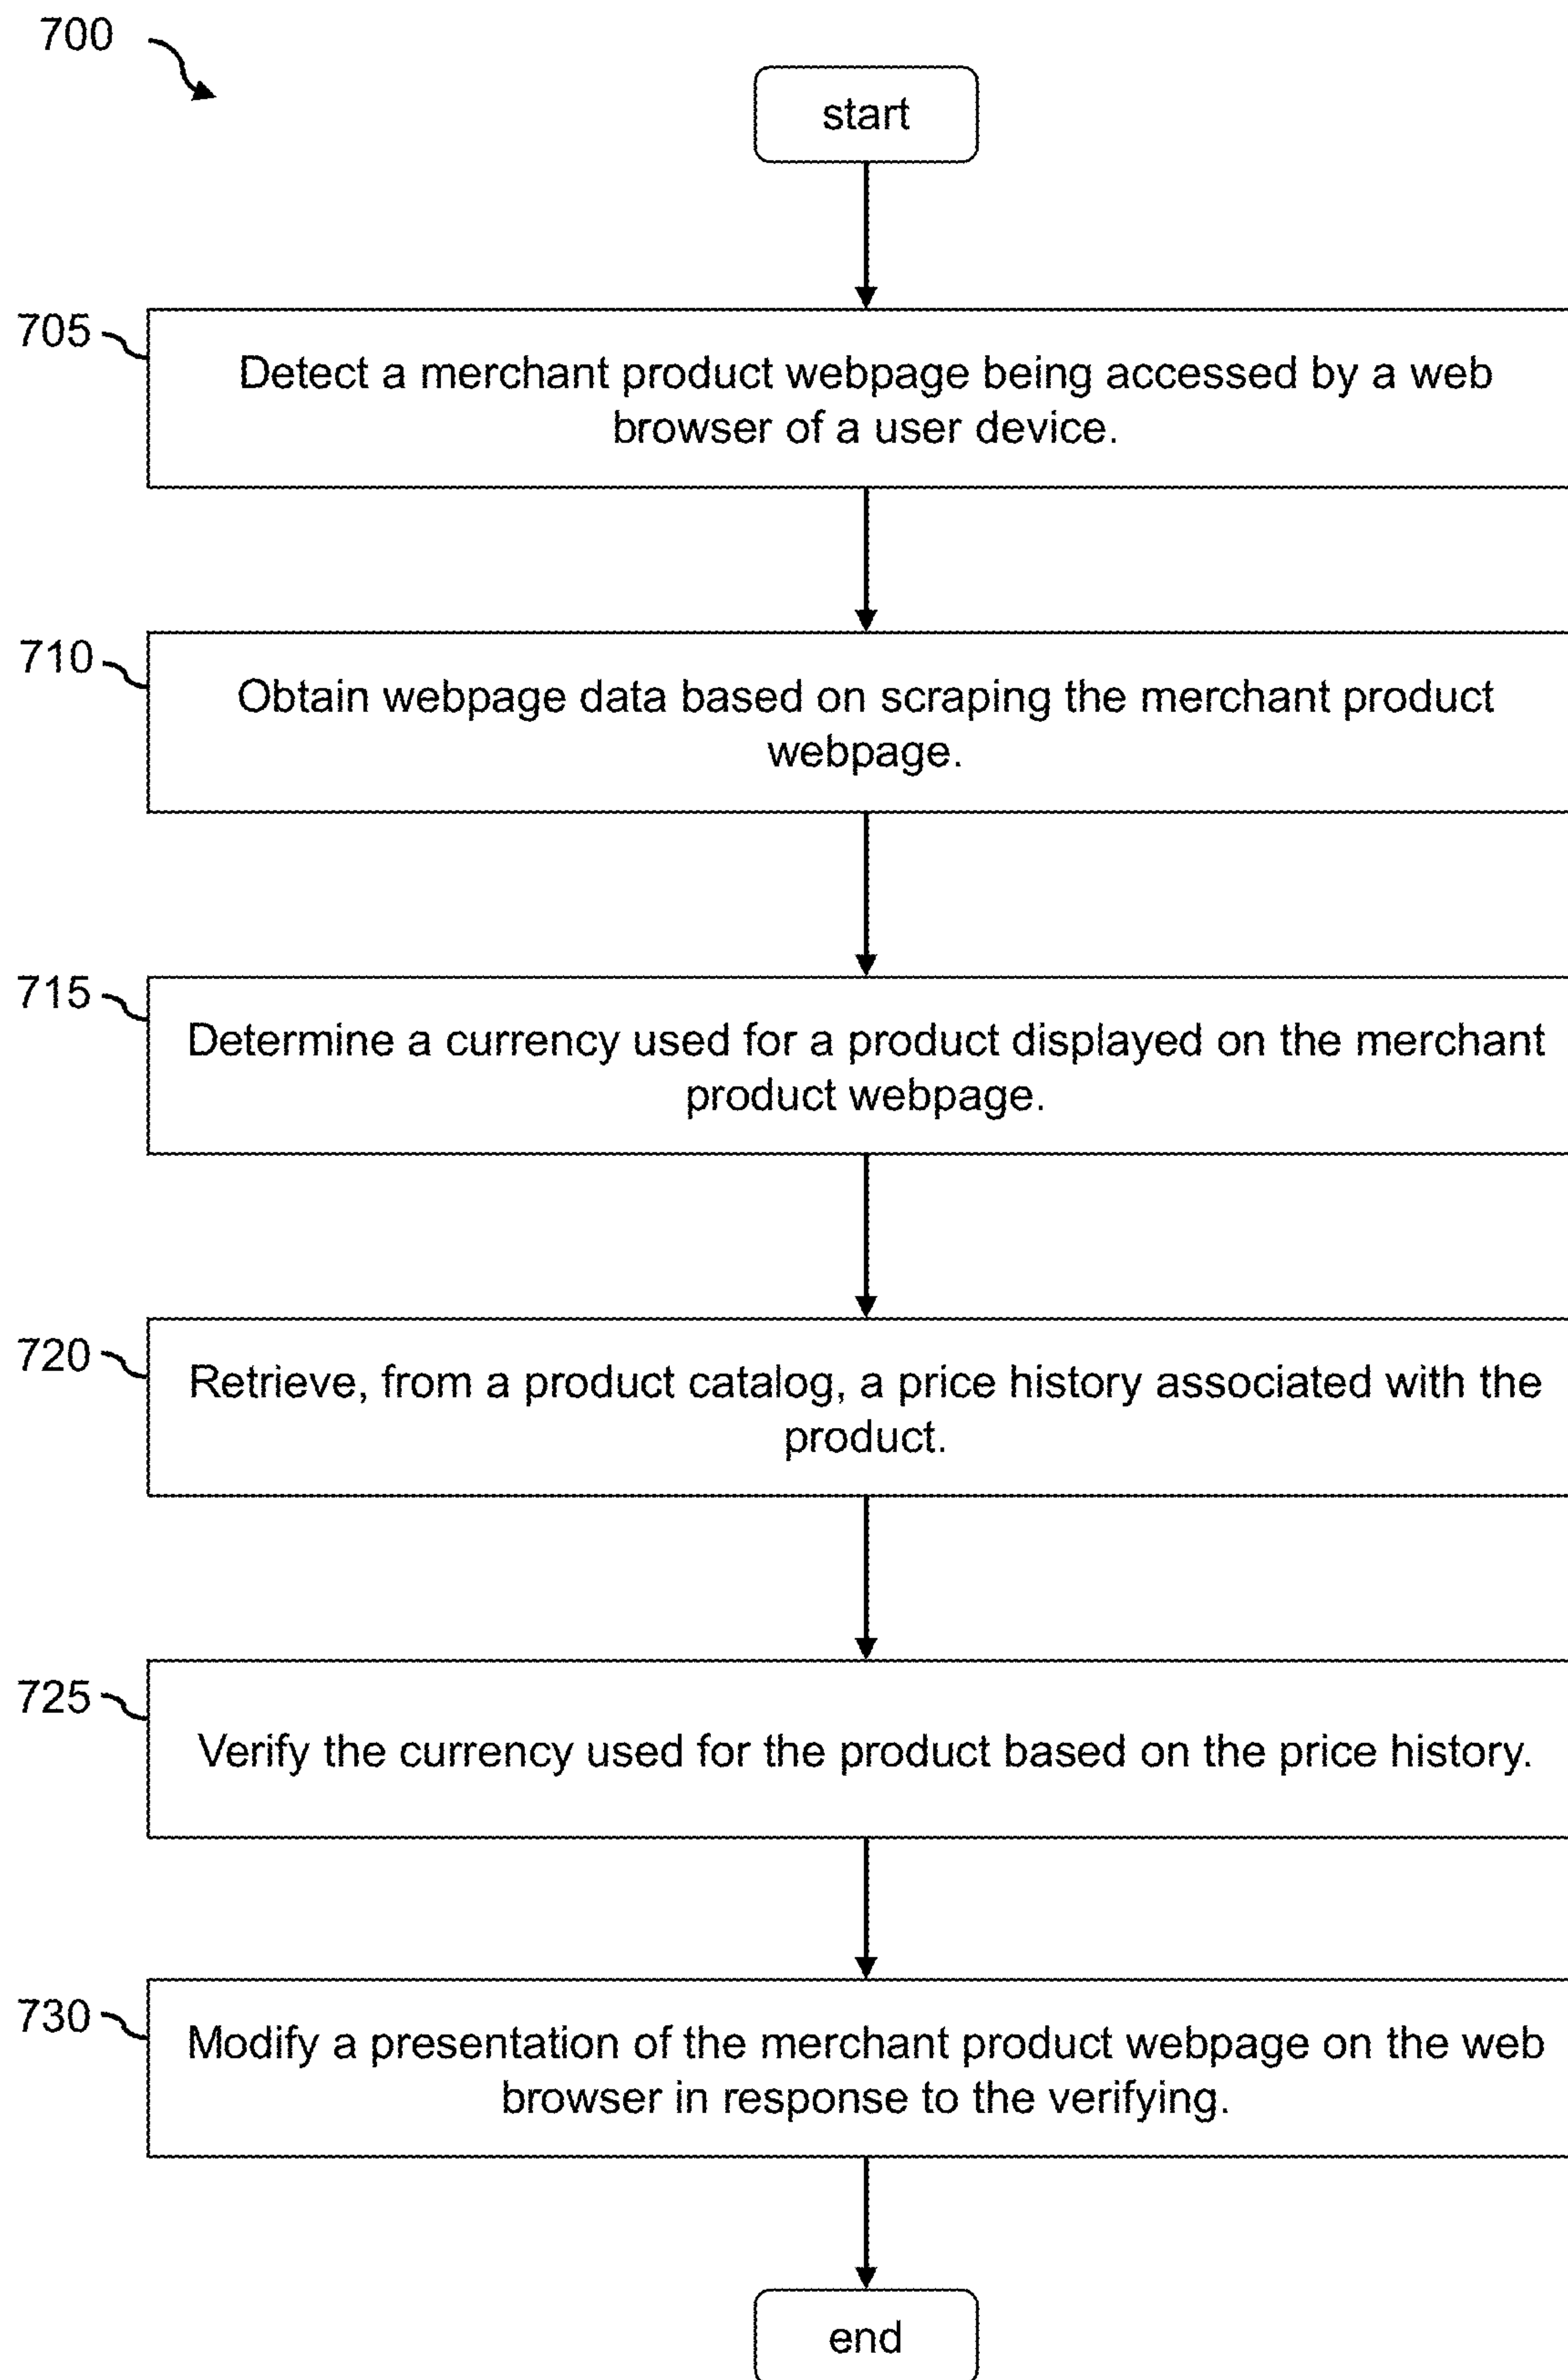 700
start
705
Detect a merchant product webpage being accessed by a web
browser of a user device.
710
Obtain webpage data based on scraping the merchant product
webpage.
715
Determine a currency used for a product displayed on the merchant
product webpage.
720
Retrieve, from a product catalog, a price history associated with the
product.
725
Verify the currency used for the product based on the price history.
730
Modify a presentation of the merchant product webpage on the web
browser in response to the verifying.
end